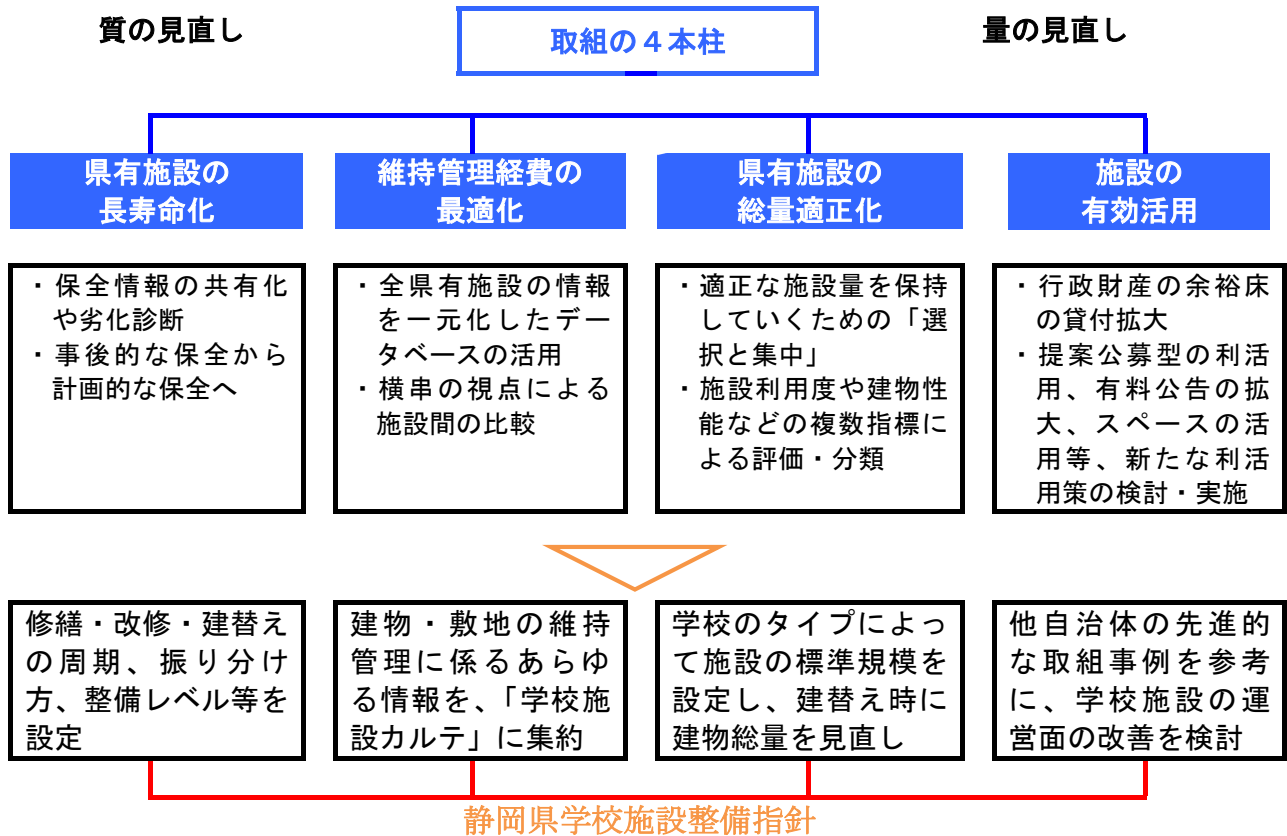 質の見直し
取組の４本柱
量の見直し
県有施設の
長寿命化
維持管理経費の
最適化
県有施設の
総量適正化
施設の
有効活用
・保全情報の共有化
や劣化診断
・事後的な保全から
計画的な保全へ
・全県有施設の情報
を一元化したデー
タベースの活用
・横串の視点による
施設間の比較
・適正な施設量を保持
していくための「選
択と集中」
・施設利用度や建物性
能などの複数指標に
よる評価・分類
・行政財産の余裕床
の貸付拡大
・提案公募型の利活
用、有料公告の拡
大、スペースの活
用等、新たな利活
用策の検討・実施
修繕・改修・建替え
の周期、振り分け
方、整備レベル等を
設定
建物・敷地の維持
管理に係るあらゆ
る情報を、「学校施
設カルテ」に集約
学校のタイプによっ
て施設の標準規模を
設定し、建替え時に
建物総量を見直し
他自治体の先進的
な取組事例を参考
に、学校施設の運
営面の改善を検討
静岡県学校施設整備指針